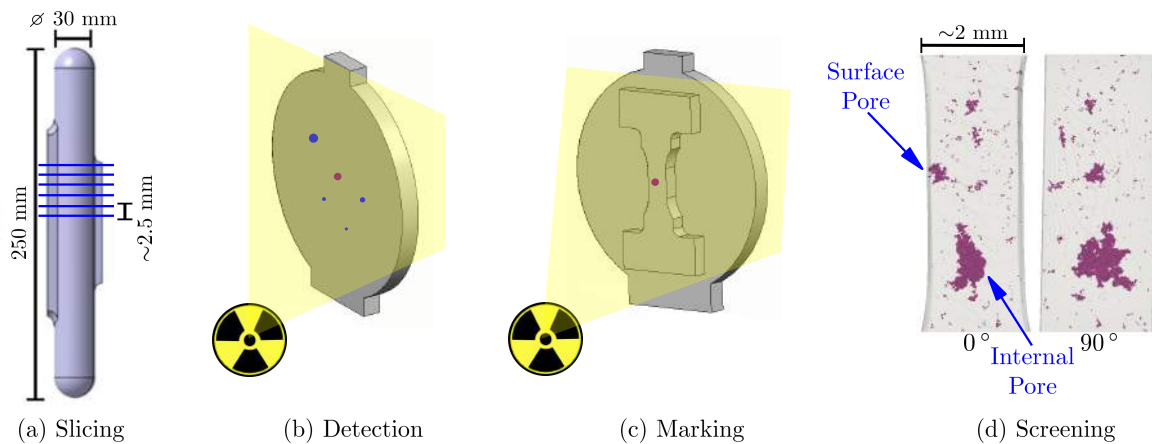 ⌀ 30 mm
250 mm
~2.5 mm
~2 mm
Surface
Pore
0°
90°
Internal
Pore
(a) Slicing
(b) Detection
(c) Marking
(d) Screening